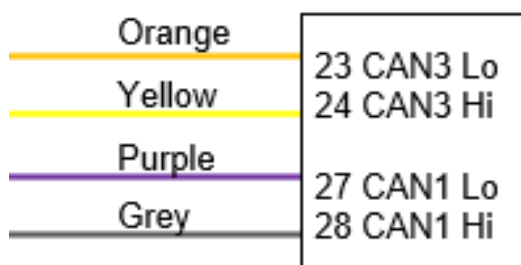 Orange
23 CAN3 Lo
Yellow
24 CAN3 Hi
Purple
27 CAN1 Lo
Grey
28 CAN1 Hi